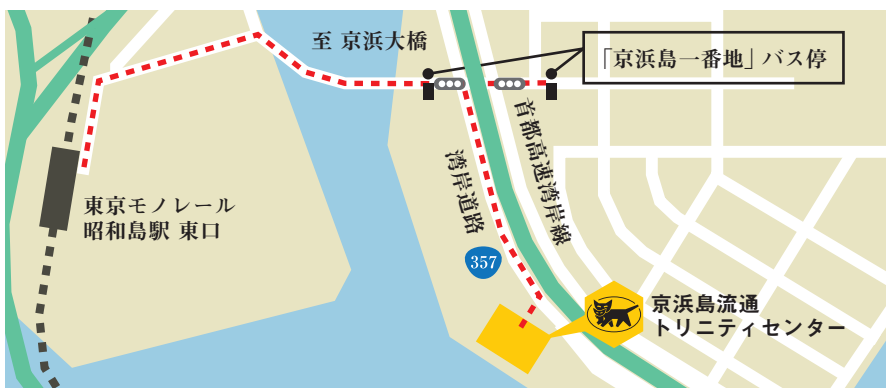 至 京浜大橋
「京浜島一番地」バス停
首都高速湾岸線
湾岸道路
東京モノレール
昭和島駅 東口
357
京浜島流通
トリニティセンター